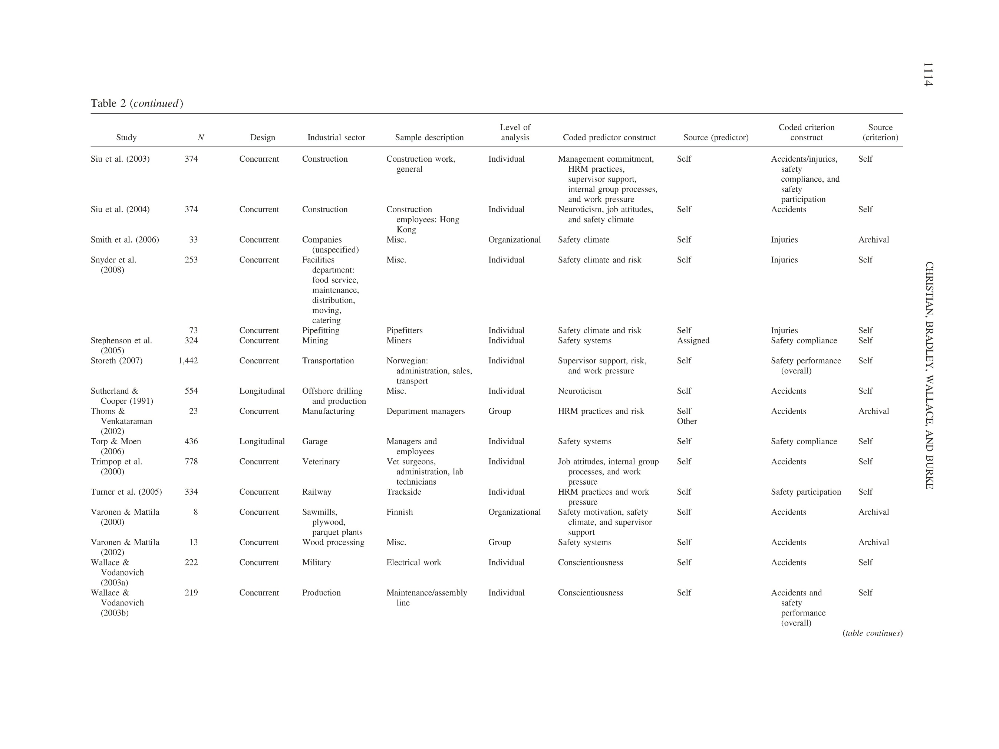 1114
CHRISTIAN, BRADLEY, WALLACE, AND BURKE
Table 2 (continued)
Study N Design Industrial sector Sample description Level of analysis Coded predictor construct Source (predictor) Coded criterion construct Source (criterion)
Siu et al. (2003) 374 Concurrent Construction Construction work, Individual Management commitment, Self Accidents/injuries, Self
general HRM practices, safety
supervisor support, compliance, and
internal group processes, safety
and work pressure participation
Siu et al. (2004) 374 Concurrent Construction Construction Individual Neuroticism, job attitudes, Self Accidents Self
employees: Hong and safety climate
Kong
Smith et al. (2006) 33 Concurrent Companies Misc. Organizational Safety climate Self Injuries Archival
(unspecified)
Snyder et al. 253 Concurrent Facilities Misc. Individual Safety climate and risk Self Injuries Self
(2008) department:
food service,
maintenance,
distribution,
moving,
catering
73 Concurrent Pipefitting Pipefitters Individual Safety climate and risk Self Injuries Self
Stephenson et al. 324 Concurrent Mining Miners Individual Safety systems Assigned Safety compliance Self
(2005)
Storeth (2007) 1,442 Concurrent Transportation Norwegian: Individual Supervisor support, risk, Self Safety performance Self
administration, sales, and work pressure (overall)
transport
Sutherland & 554 Longitudinal Offshore drilling Misc. Individual Neuroticism Self Accidents Self
Cooper (1991) and production
Thoms & 23 Concurrent Manufacturing Department managers Group HRM practices and risk Self Accidents Archival
Venkataraman Other
(2002)
Torp & Moen 436 Longitudinal Garage Managers and Individual Safety systems Self Safety compliance Self
(2006) employees
Trimpop et al. 778 Concurrent Veterinary Vet surgeons, Individual Job attitudes, internal group Self Accidents Self
(2000) administration, lab processes, and work
technicians pressure
Turner et al. (2005) 334 Concurrent Railway Trackside Individual HRM practices and work Self Safety participation Self
pressure
Varonen & Mattila 8 Concurrent Sawmills, Finnish Organizational Safety motivation, safety Self Accidents Archival
(2000) plywood, climate, and supervisor
parquet plants support
Varonen & Mattila 13 Concurrent Wood processing Misc. Group Safety systems Self Accidents Archival
(2002)
Wallace & 222 Concurrent Military Electrical work Individual Conscientiousness Self Accidents Self
Vodanovich
(2003a)
Wallace & 219 Concurrent Production Maintenance/assembly Individual Conscientiousness Self Accidents and Self
Vodanovich line safety
(2003b) performance
(overall)
(table continues)